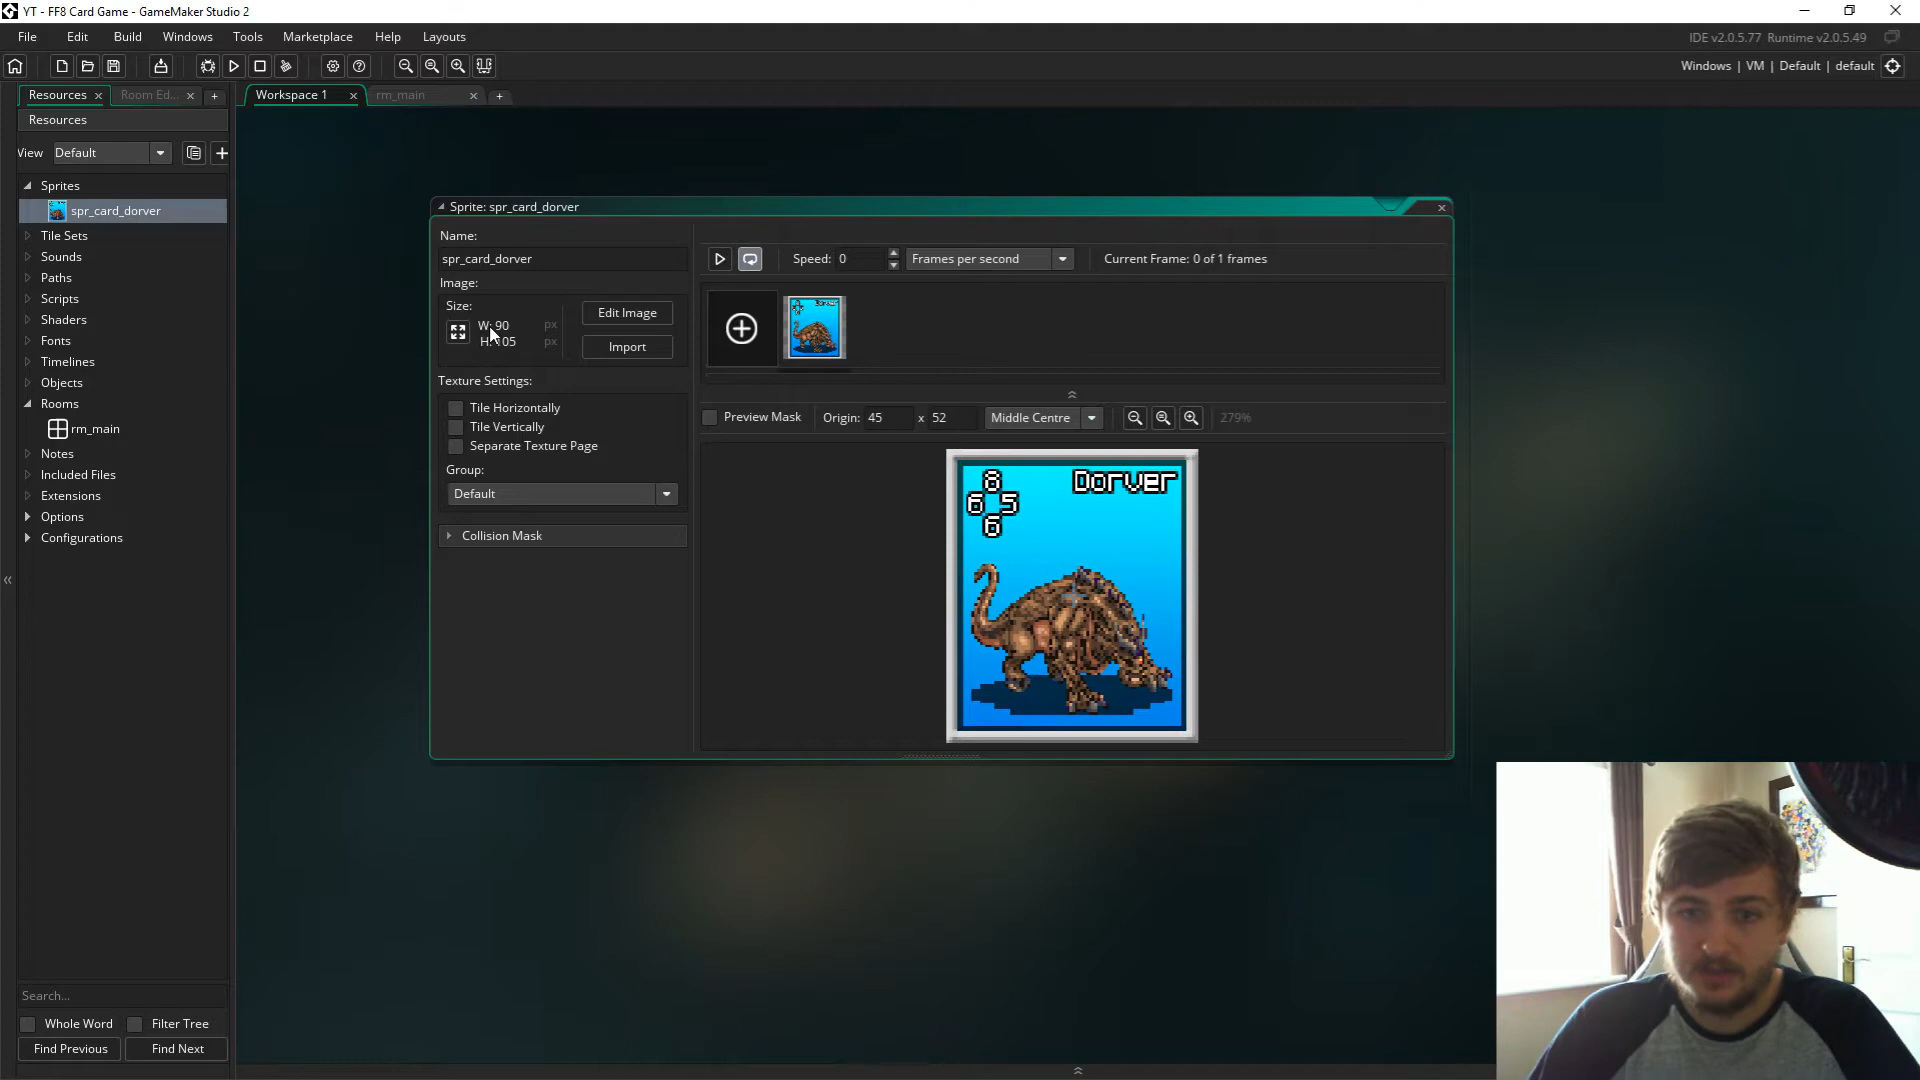 YT - FF8 Card Game - GameMaker Studio 2
File Edit Build Windows Tools Marketplace Help Layouts
IDE v2.0.5.77 Runtime v2.0.5.49
Windows | VM | Default | default
Resources
Room Ed...
Workspace 1
rm_main
Resources
View Default
Sprites
spr_card_dorver
Tile Sets
Sounds
Paths
Scripts
Shaders
Fonts
Timelines
Objects
Rooms
rm_main
Notes
Included Files
Extensions
Options
Configurations
Search...
Whole Word Filter Tree
Find Previous Find Next
Sprite: spr_card_dorver
Name:
spr_card_dorver
Image:
Size:
W: 90 px
H: 105 px
Edit Image
Import
Texture Settings:
Tile Horizontally
Tile Vertically
Separate Texture Page
Group:
Default
Collision Mask
Speed: 0 Frames per second Current Frame: 0 of 1 frames
Preview Mask Origin: 45 x 52 Middle Centre 279%
8 Dorver
6 5
6